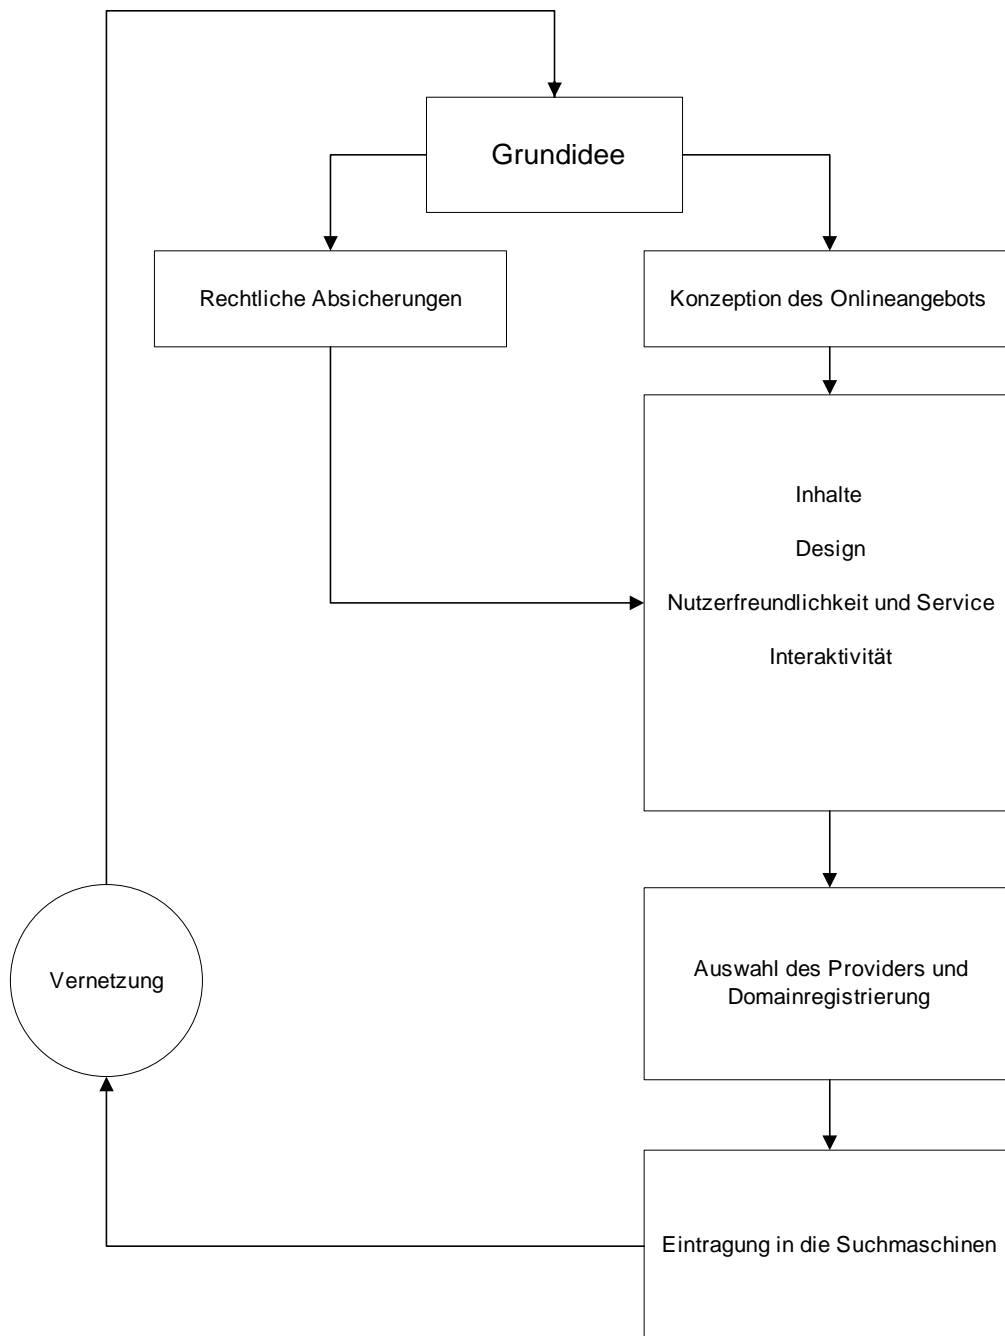 Grundidee
Rechtliche Absicherungen
Konzeption des Onlineangebots
Inhalte
Design
Nutzerfreundlichkeit und Service
Interaktivität
Vernetzung
Auswahl des Providers und
Domainregistrierung
Eintragung in die Suchmaschinen